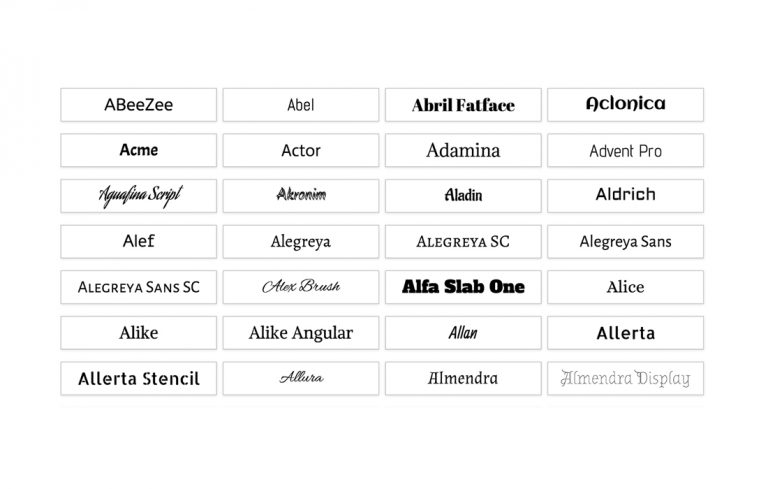 ABeeZee
Abel
Abril Fatface
Aclonica
Acme
Actor
Adamina
Advent Pro
Aguafina Script
Akronim
Aladin
Aldrich
Alef
Alegreya
Alegreya SC
Alegreya Sans
Alegreya Sans SC
Alex Brush
Alfa Slab One
Alice
Alike
Alike Angular
Allan
Allerta
Allerta Stencil
Allura
Almendra
Almendra Display